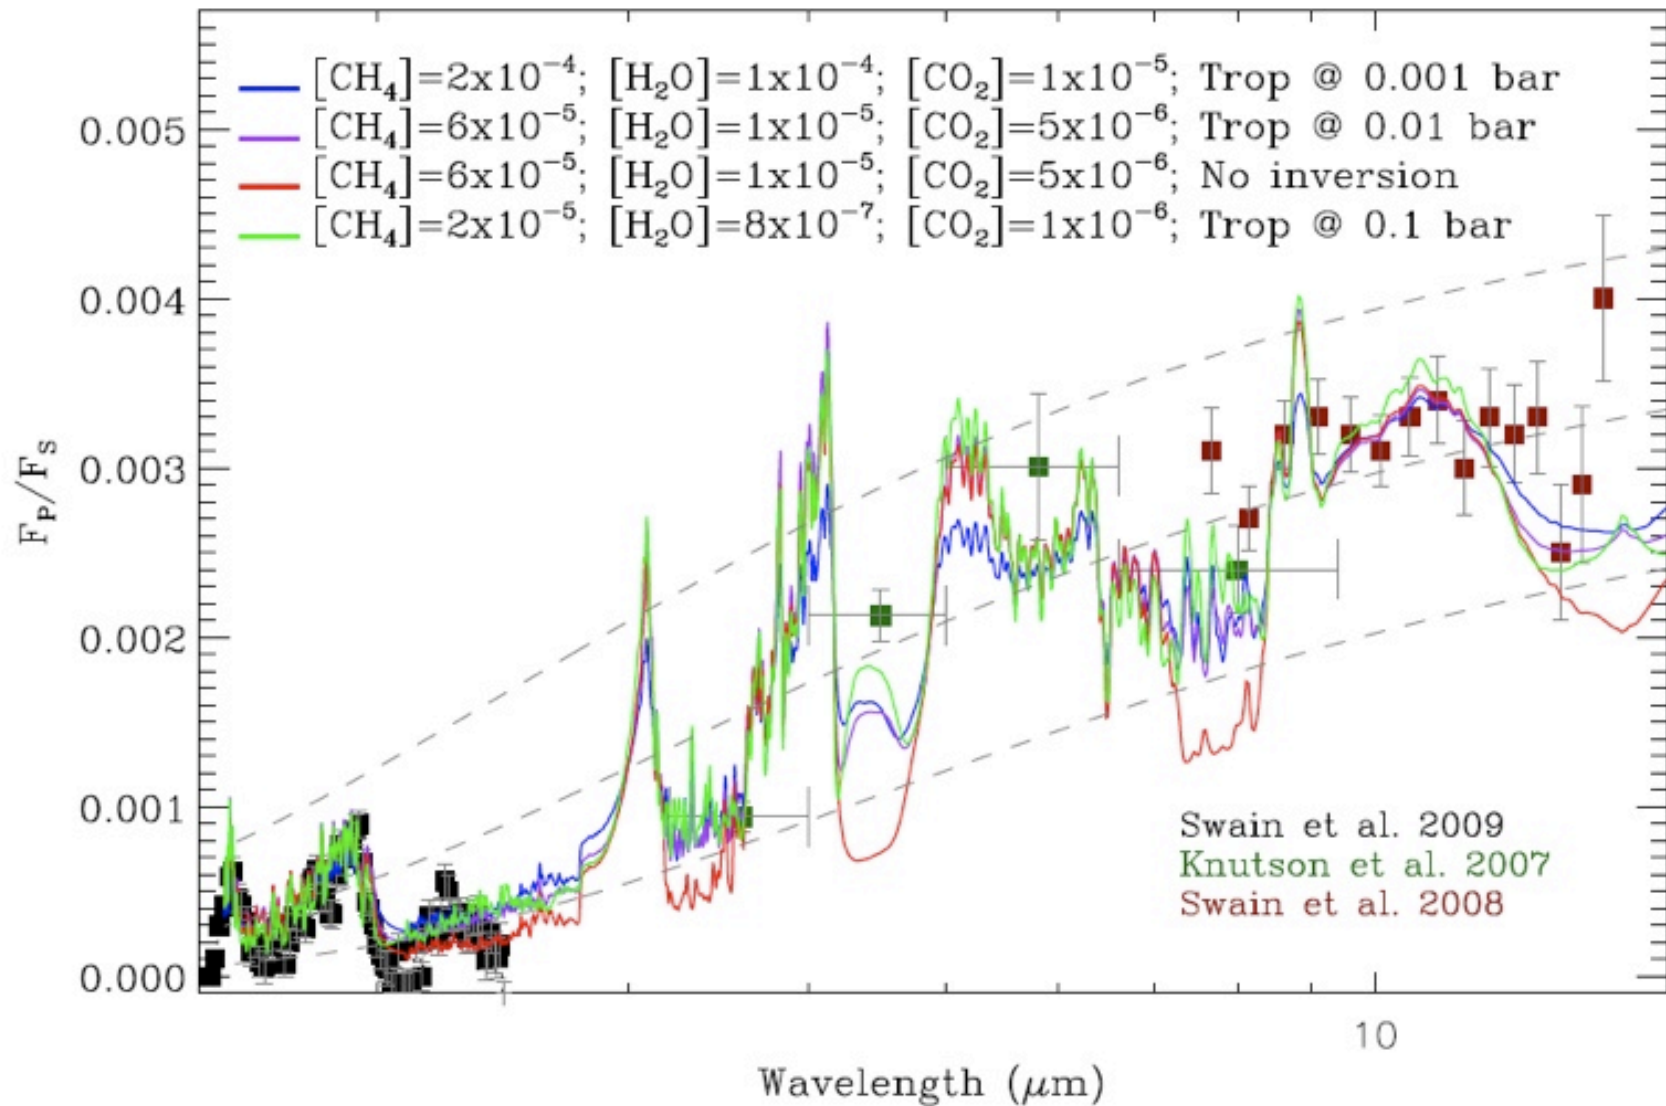 [CH₄]=2x10⁻⁴; [H₂O]=1x10⁻⁴; [CO₂]=1x10⁻⁵; Trop @ 0.001 bar
[CH₄]=6x10⁻⁵; [H₂O]=1x10⁻⁵; [CO₂]=5x10⁻⁶; Trop @ 0.01 bar
[CH₄]=6x10⁻⁵; [H₂O]=1x10⁻⁵; [CO₂]=5x10⁻⁶; No inversion
[CH₄]=2x10⁻⁵; [H₂O]=8x10⁻⁷; [CO₂]=1x10⁻⁶; Trop @ 0.1 bar
0.005
0.004
0.003
0.002
0.001
0.000
F_P/F_S
Swain et al. 2009
Knutson et al. 2007
Swain et al. 2008
10
Wavelength (μm)